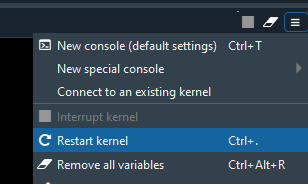 New console (default settings) Ctrl+T
New special console
Connect to an existing kernel
Interrupt kernel
Restart kernel Ctrl+.
Remove all variables Ctrl+Alt+R